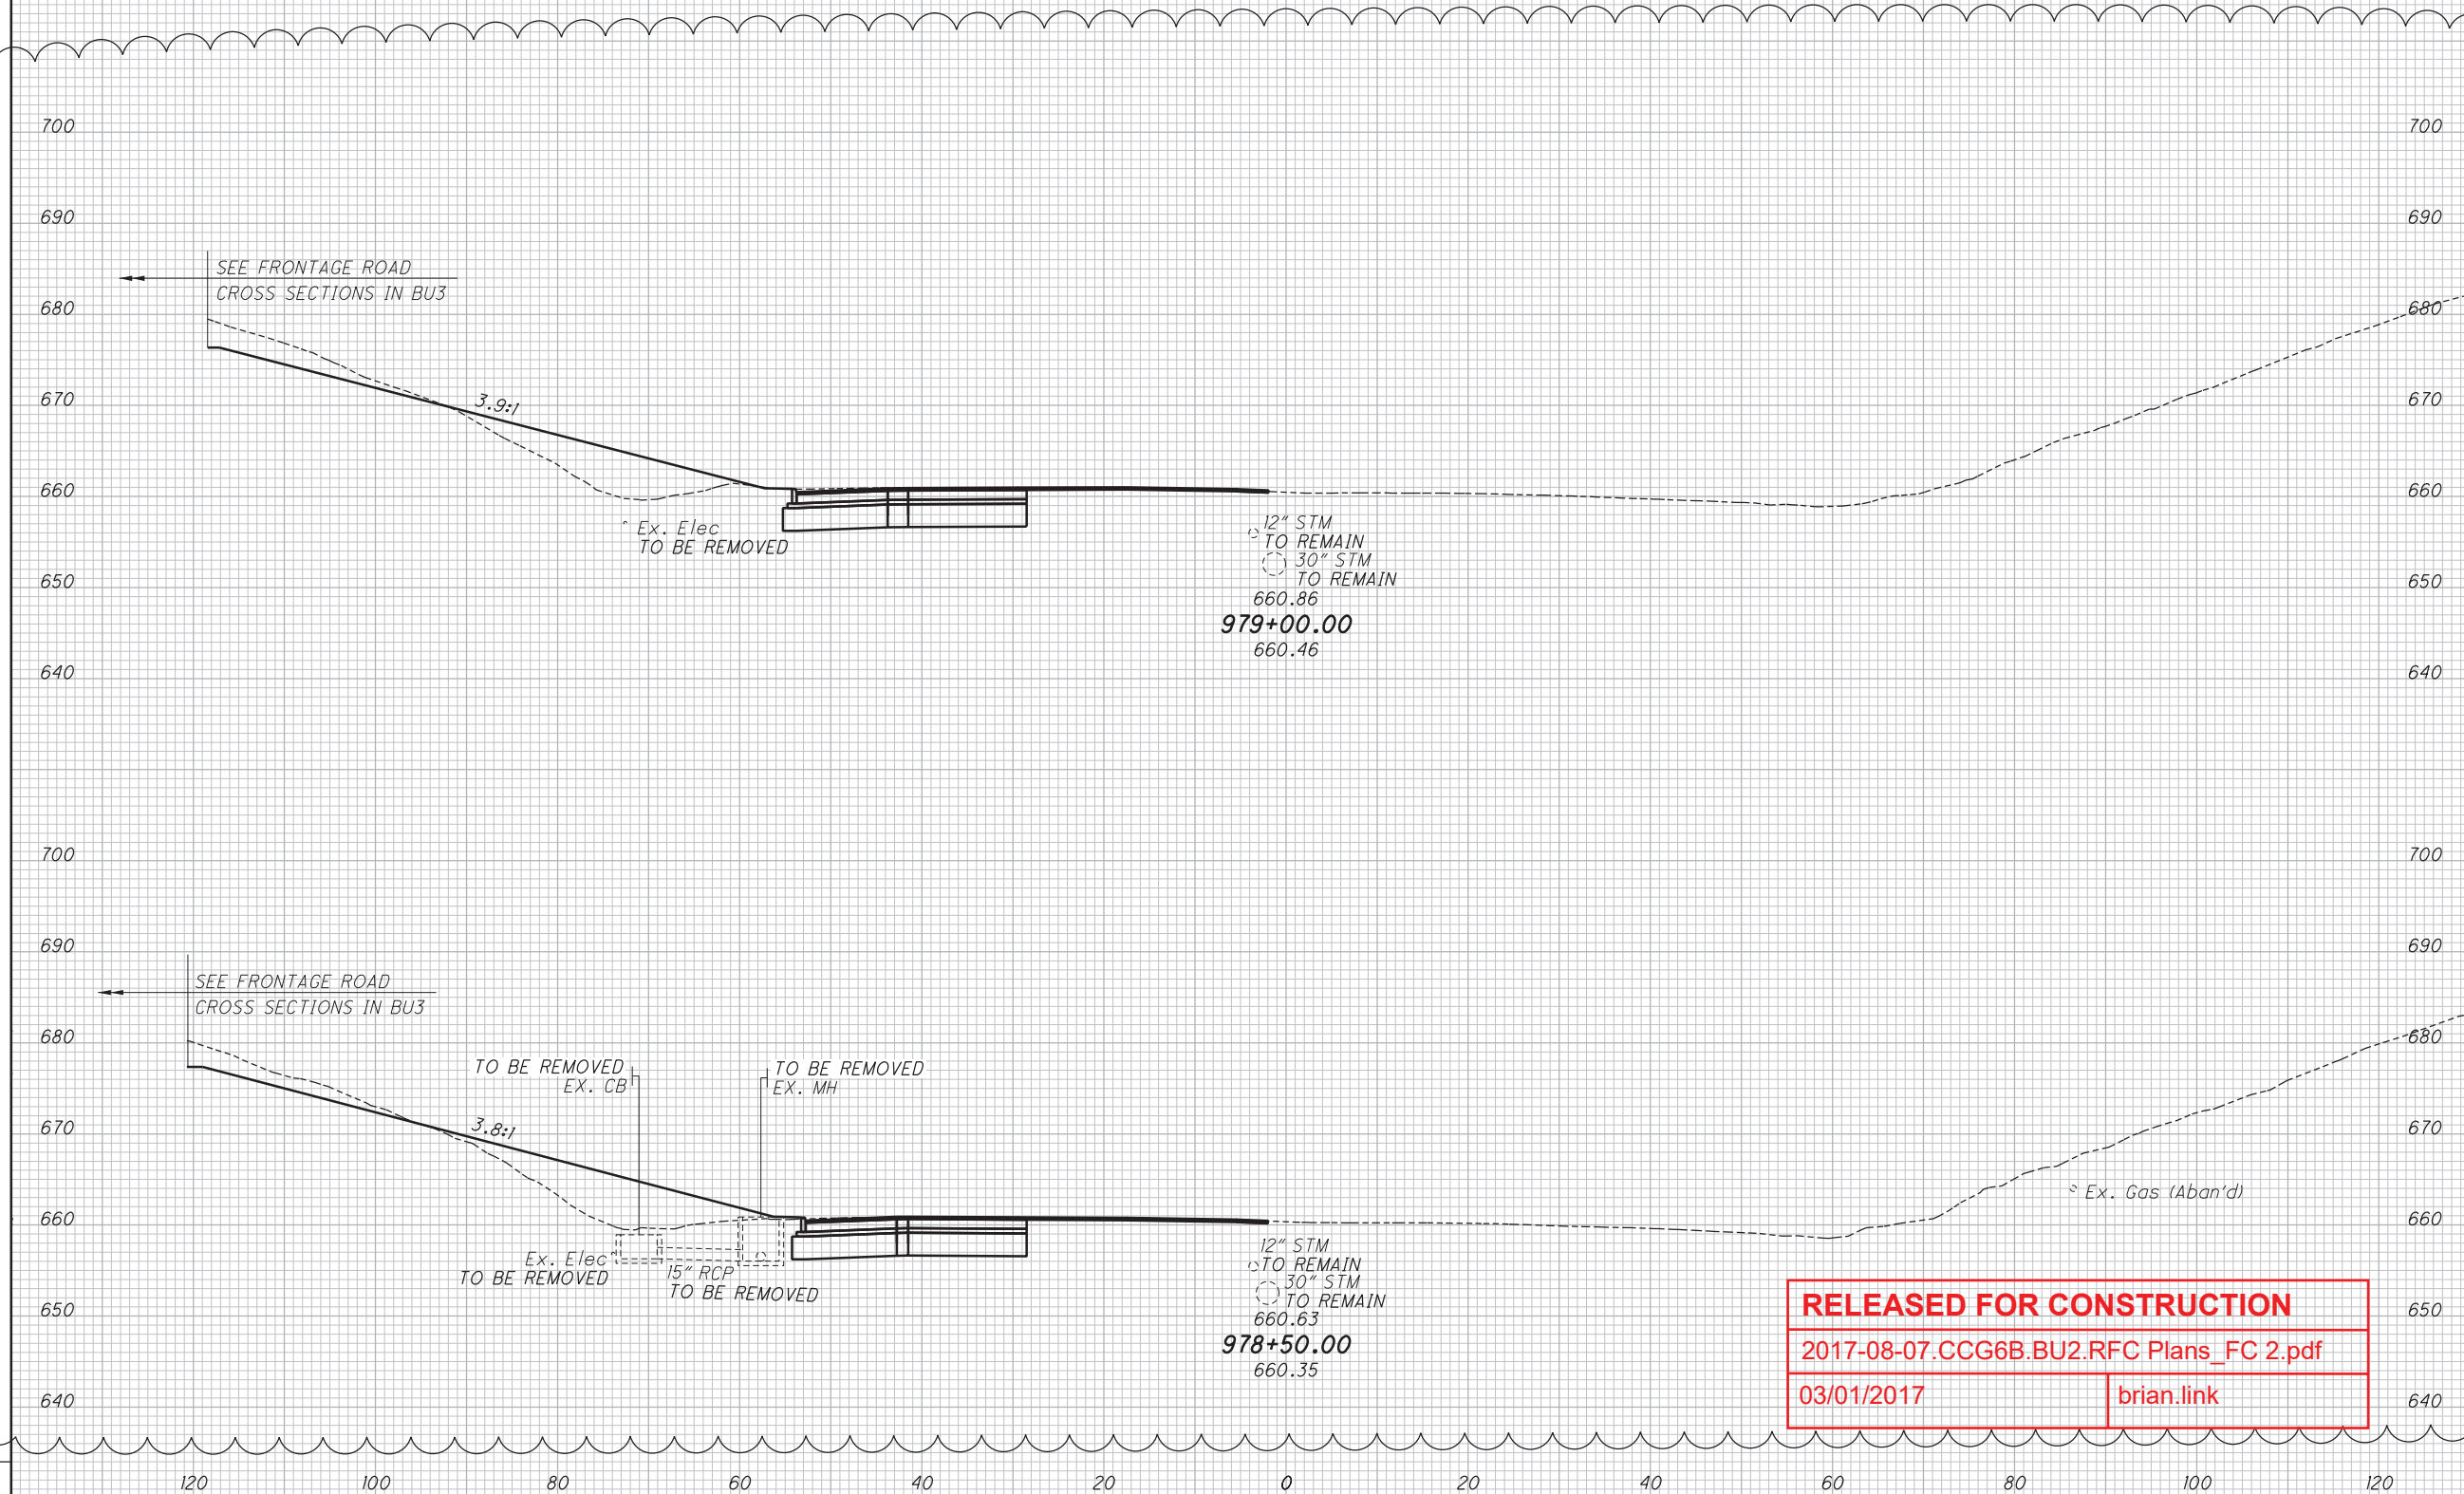 700 700
690 690
SEE FRONTAGE ROAD
CROSS SECTIONS IN BU3
680 680
670 670
3.9:1
660 660
Ex. Elec
TO BE REMOVED
12" STM
TO REMAIN
30" STM
TO REMAIN
650 650
660.86
979+00.00
660.46
640 640
700 700
690 690
SEE FRONTAGE ROAD
CROSS SECTIONS IN BU3
680 680
TO BE REMOVED
EX. CB
TO BE REMOVED
EX. MH
670 670
3.8:1
Ex. Gas (Aban'd)
660 660
Ex. Elec
TO BE REMOVED
15" RCP
TO BE REMOVED
12" STM
TO REMAIN
30" STM
TO REMAIN
650 650
660.63
978+50.00
660.35
640 640
RELEASED FOR CONSTRUCTION
2017-08-07.CCG6B.BU2.RFC Plans_FC 2.pdf
03/01/2017 brian.link
120 100 80 60 40 20 0 20 40 60 80 100 120